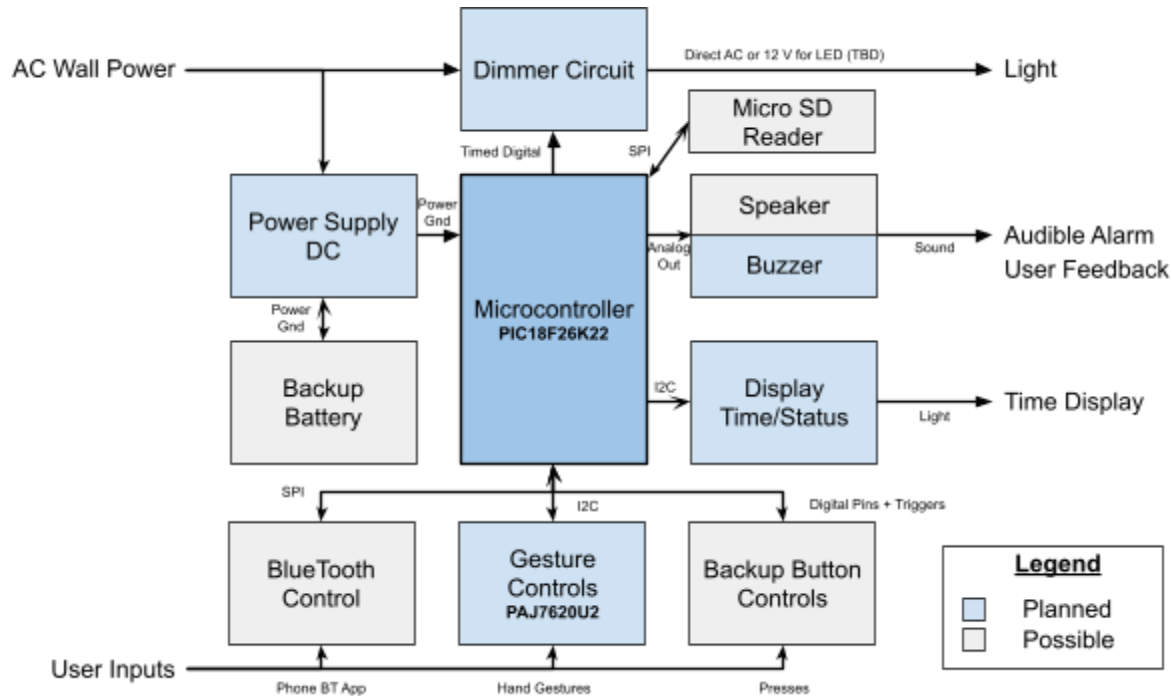 AC Wall Power
Dimmer Circuit
Direct AC or 12 V for LED (TBD)
Light
Micro SD
Reader
Timed Digital
SPI
Power Supply
DC
Power
Gnd
Microcontroller
PIC18F26K22
Analog
Out
Speaker
Buzzer
Sound
Audible Alarm
User Feedback
Power
Gnd
Backup
Battery
I2C
Display
Time/Status
Light
Time Display
SPI
I2C
Digital Pins + Triggers
BlueTooth
Control
Gesture
Controls
PAJ7620U2
Backup Button
Controls
User Inputs
Phone BT App
Hand Gestures
Presses
Legend
Planned
Possible